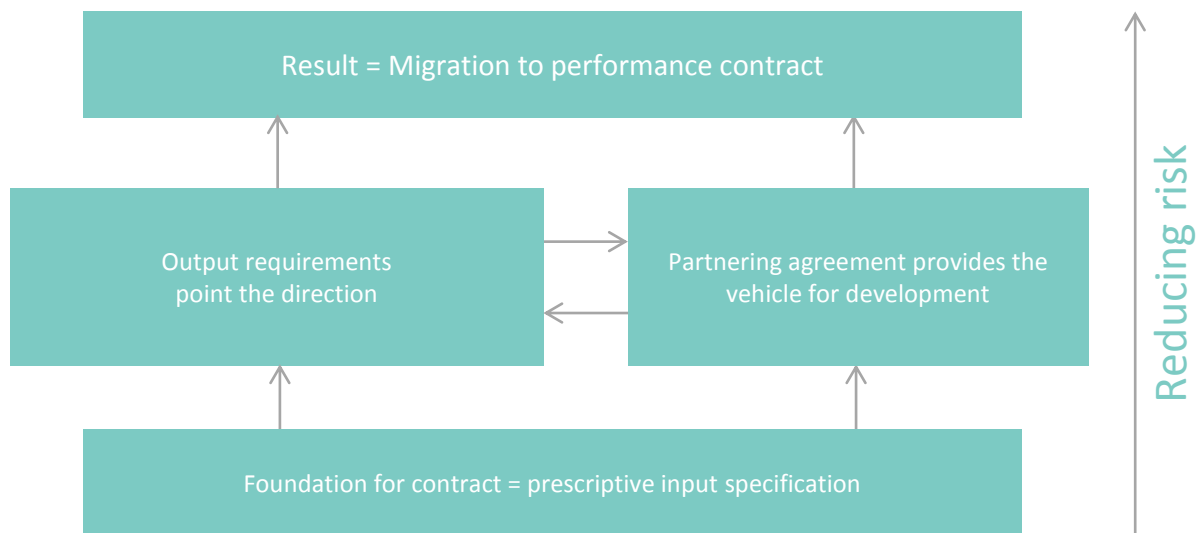 Result = Migration to performance contract
Output requirements
point the direction
Partnering agreement provides the
vehicle for development
Foundation for contract = prescriptive input specification
Reducing risk